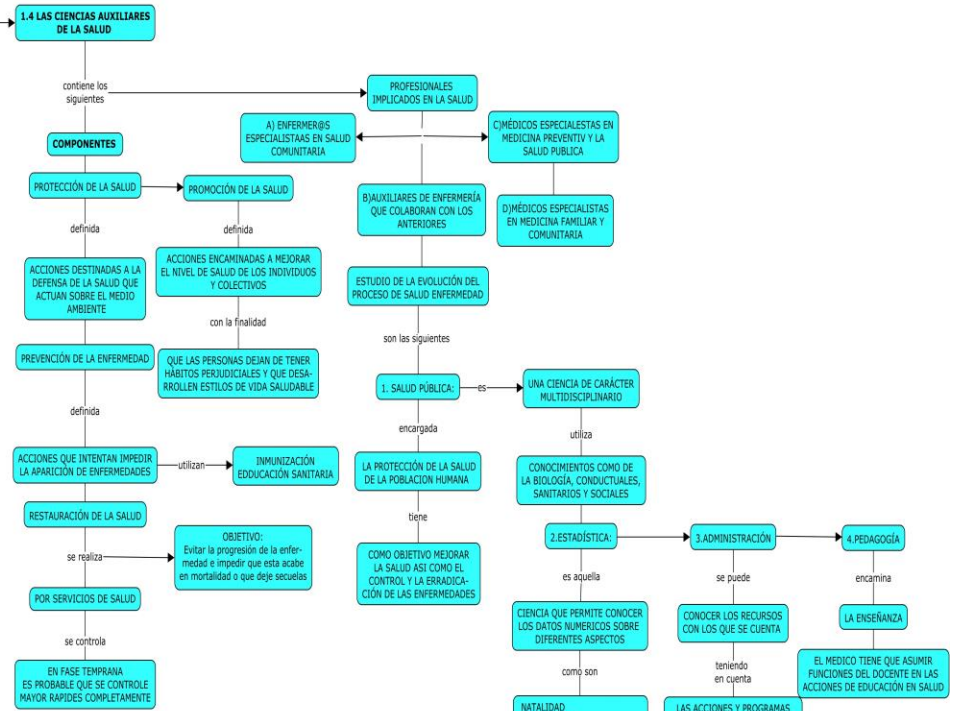 1.4 LAS CIENCIAS AUXILIARES
DE LA SALUD
contiene los
siguientes
COMPONENTES
PROTECCIÓN DE LA SALUD
definida
ACCIONES DESTINADAS A LA
DEFENSA DE LA SALUD QUE
ACTUAN SOBRE EL MEDIO
AMBIENTE
PREVENCIÓN DE LA ENFERMEDAD
definida
ACCIONES QUE INTENTAN IMPEDIR
LA APARICIÓN DE ENFERMEDADES
utilizan
INMUNIZACIÓN
EDDUCACIÓN SANITARIA
RESTAURACIÓN DE LA SALUD
se realiza
OBJETIVO:
Evitar la progresión de la enfer-
medad e impedir que esta acabe
en mortalidad o que deje secuelas
POR SERVICIOS DE SALUD
se controla
EN FASE TEMPRANA
ES PROBABLE QUE SE CONTROLE
MAYOR RAPIDES COMPLETAMENTE
PROMOCIÓN DE LA SALUD
definida
ACCIONES ENCAMINADAS A MEJORAR
EL NIVEL DE SALUD DE LOS INDIVIDUOS
Y COLECTIVOS
con la finalidad
QUE LAS PERSONAS DEJAN DE TENER
HÁBITOS PERJUDICIALES Y QUE DESA-
RROLLEN ESTILOS DE VIDA SALUDABLE
PROFESIONALES
IMPLICADOS EN LA SALUD
A) ENFERMER@S
ESPECIALISTAAS EN SALUD
COMUNITARIA
C)MÉDICOS ESPECIALESTAS EN
MEDICINA PREVENTIV Y LA
SALUD PUBLICA
B)AUXILIARES DE ENFERMERÍA
QUE COLABORAN CON LOS
ANTERIORES
D)MÉDICOS ESPECIALISTAS
EN MEDICINA FAMILIAR Y
COMUNITARIA
ESTUDIO DE LA EVOLUCIÓN DEL
PROCESO DE SALUD ENFERMEDAD
son las siguientes
1. SALUD PÚBLICA:
es
UNA CIENCIA DE CARÁCTER
MULTIDISCIPLINARIO
encargada
LA PROTECCIÓN DE LA SALUD
DE LA POBLACION HUMANA
tiene
COMO OBJETIVO MEJORAR
LA SALUD ASI COMO EL
CONTROL Y LA ERRADICA-
CIÓN DE LAS ENFERMEDADES
utiliza
CONOCIMIENTOS COMO DE
LA BIOLOGÍA, CONDUCTUALES,
SANITARIOS Y SOCIALES
2.ESTADÍSTICA:
es aquella
CIENCIA QUE PERMITE CONOCER
LOS DATOS NUMERICOS SOBRE
DIFERENTES ASPECTOS
como son
NATALIDAD
3.ADMINISTRACIÓN
se puede
CONOCER LOS RECURSOS
CON LOS QUE SE CUENTA
teniendo
en cuenta
LAS ACCIONES Y PROGRAMAS
4.PEDAGOGÍA
encamina
LA ENSEÑANZA
EL MEDICO TIENE QUE ASUMIR
FUNCIONES DEL DOCENTE EN LAS
ACCIONES DE EDUCACIÓN EN SALUD